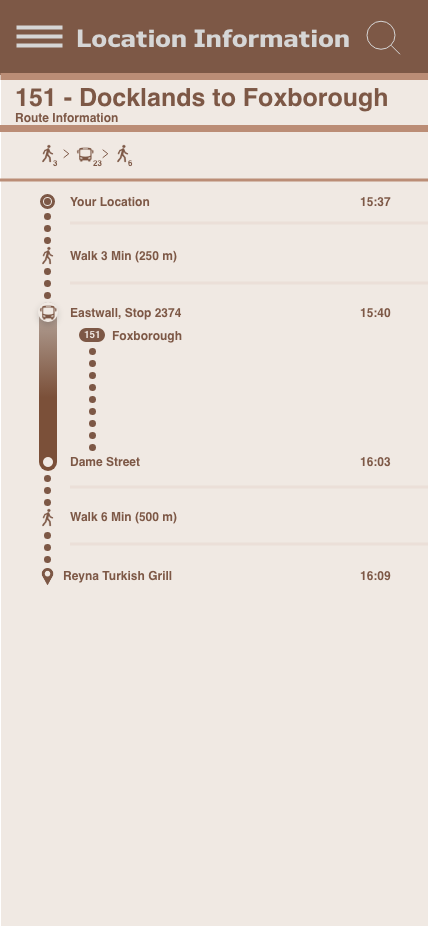 Location Information
151 - Docklands to Foxborough
Route Information
3 > 23 > 6
Your Location 15:37
Walk 3 Min (250 m)
Eastwall, Stop 2374 15:40
151 Foxborough
Dame Street 16:03
Walk 6 Min (500 m)
Reyna Turkish Grill 16:09